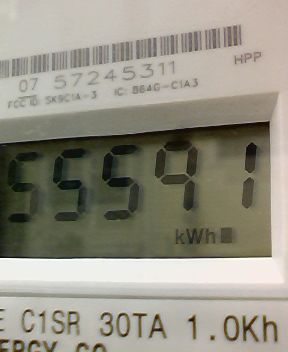 HPP
07 57245311
FCC ID: SK9C1A-3 IC: 864G-C1A3
55591
kWh
C1SR 30TA 1.0Kh